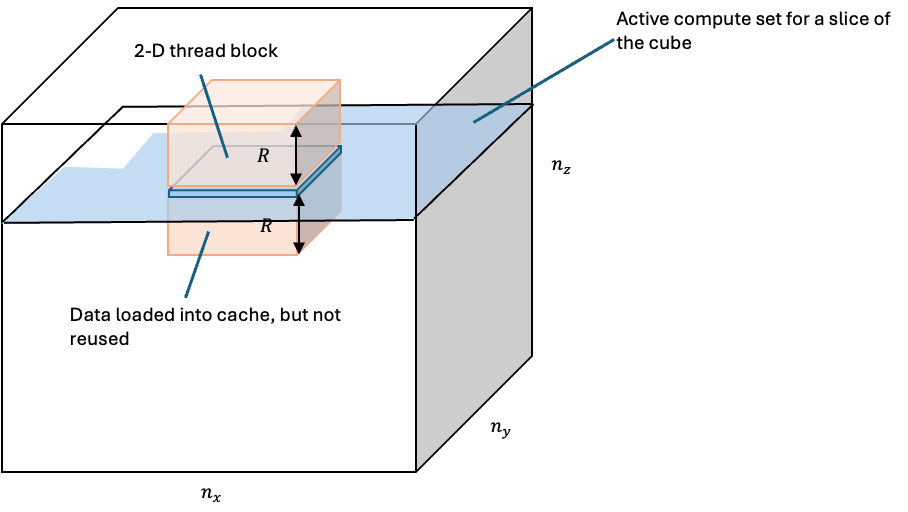 Active compute set for a slice of
the cube
2-D thread block
R
n_z
R
Data loaded into cache, but not
reused
n_y
n_x